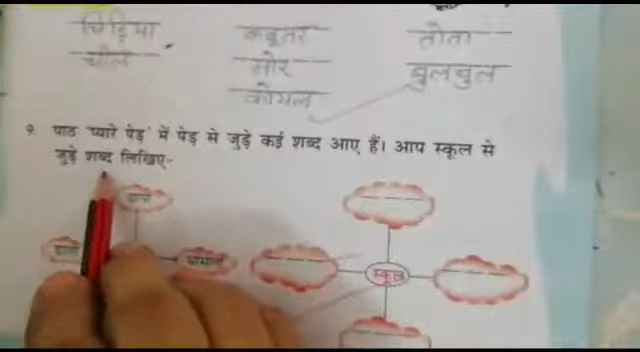 चिड़िया कबूतर तोता
चील मोर बुलबुल
कोयल
9. पाठ 'प्यारे पेड़' में पेड़ से जुड़े कई शब्द आए हैं। आप स्कूल से
जुड़े शब्द लिखिए-
स्कूल